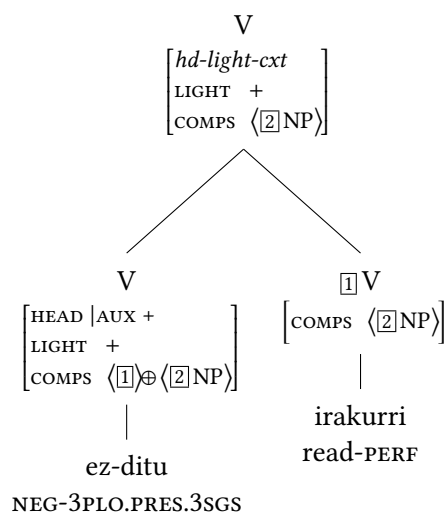 V
hd-light-cxt
LIGHT +
COMPS ⟨[2]NP⟩
V
HEAD |AUX +
LIGHT +
COMPS ⟨[1]⟩⊕⟨[2]NP⟩
[1]V
COMPS ⟨[2]NP⟩
ez-ditu
NEG-3PLO.PRES.3SGS
irakurri
read-PERF